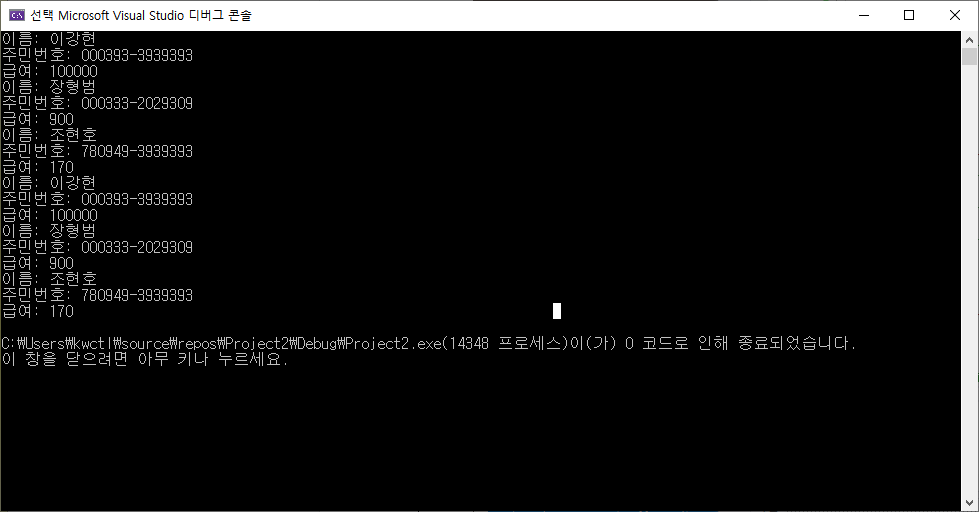 선택 Microsoft Visual Studio 디버그 콘솔
이름: 이강현
주민번호: 000393-3939393
급여: 100000
이름: 장형범
주민번호: 000333-2029309
급여: 900
이름: 조현호
주민번호: 780949-3939393
급여: 170
이름: 이강현
주민번호: 000393-3939393
급여: 100000
이름: 장형범
주민번호: 000333-2029309
급여: 900
이름: 조현호
주민번호: 780949-3939393
급여: 170
C:₩Users₩kwctl₩source₩repos₩Project2₩Debug₩Project2.exe(14348 프로세스)이(가) 0 코드로 인해 종료되었습니다.
이 창을 닫으려면 아무 키나 누르세요.